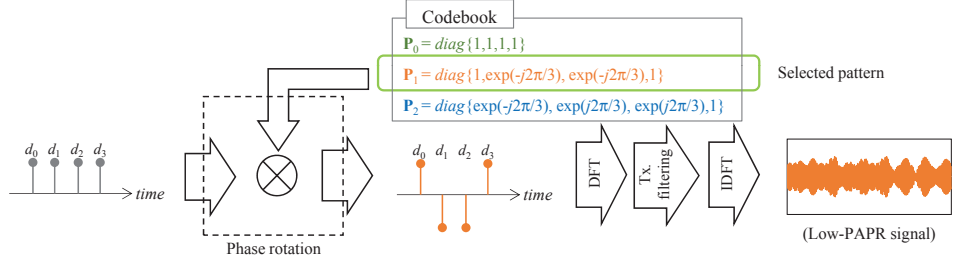 Codebook
P₀ = diag{1,1,1,1}
P₁ = diag{1,exp(-j2π/3), exp(-j2π/3),1}
P₂ = diag{exp(-j2π/3), exp(j2π/3), exp(j2π/3),1}
Selected pattern
d₀ d₁ d₂ d₃
time
Phase rotation
d₀ d₁ d₂ d₃
time
DFT
Tx. filtering
IDFT
(Low-PAPR signal)